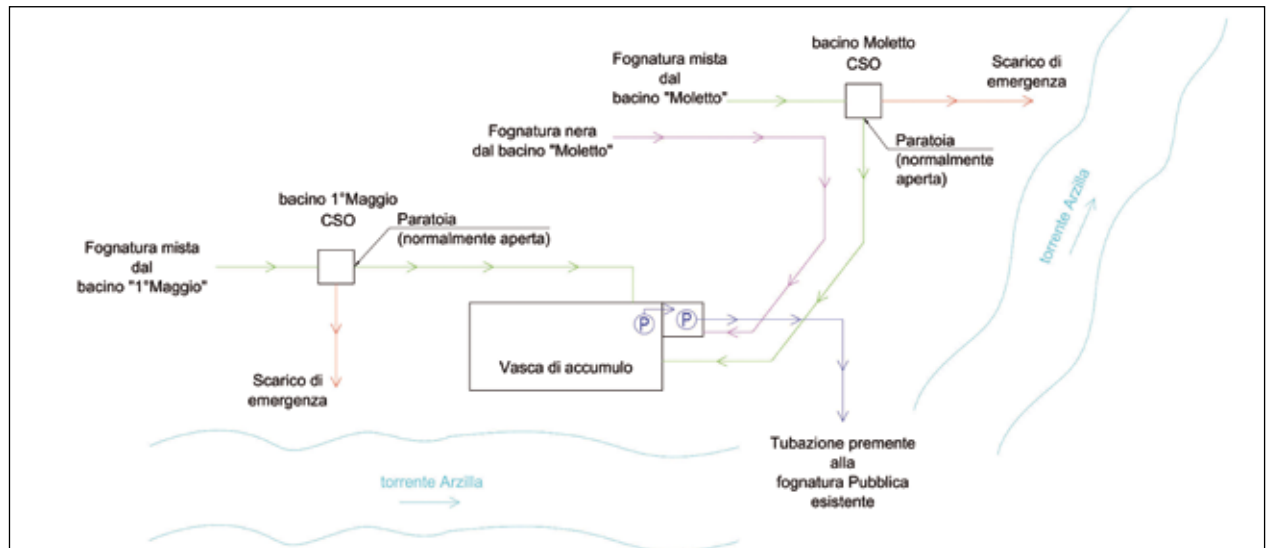 bacino Moletto
CSO
Fognatura mista
dal
bacino "Moletto"
Scarico di
emergenza
Fognatura nera
dal bacino "Moletto"
Paratoia
(normalmente
aperta)
torrente Arzilla
bacino 1°Maggio
CSO
Paratoia
(normalmente aperta)
Fognatura mista
dal
bacino "1°Maggio"
P
P
Vasca di accumulo
Scarico di
emergenza
Tubazione premente
alla
fognatura Pubblica
esistente
torrente Arzilla